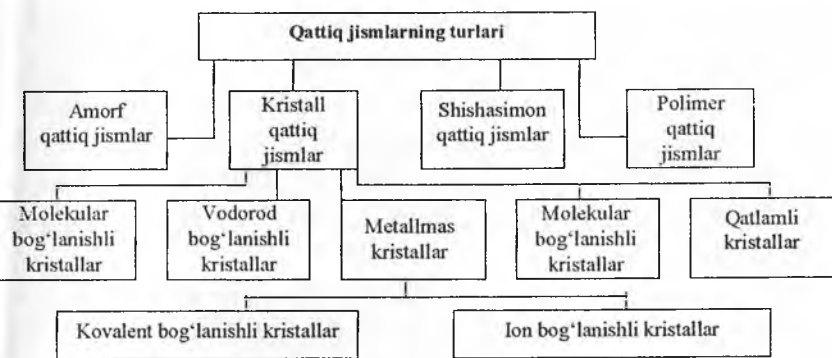 Qattiq jismlarning turlari
Amorf
qattiq jismlar
Kristall
qattiq
jismlar
Shishasimon
qattiq jismlar
Polimer
qattiq
jismlar
Molekular
bog‘lanishli
kristallar
Vodorod
bog‘lanishli
kristallar
Metallmas
kristallar
Molekular
bog‘lanishli
kristallar
Qatlamli
kristallar
Kovalent bog‘lanishli kristallar
Ion bog‘lanishli kristallar